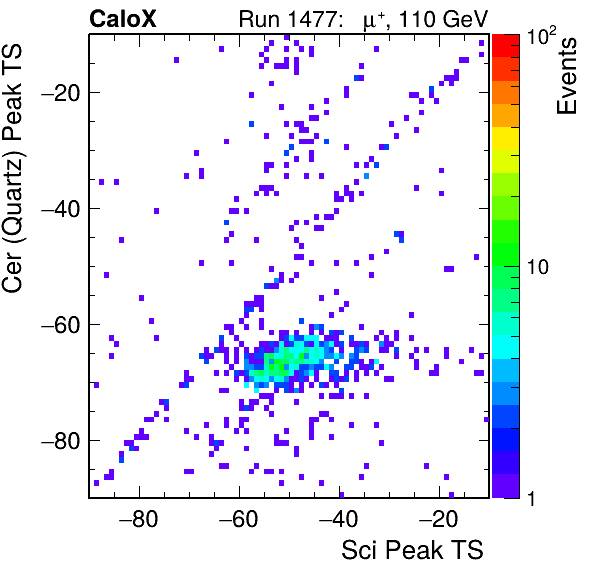 CaloX Run 1477: μ⁺, 110 GeV
Cer (Quartz) Peak TS
−20
−40
−60
−80
−80 −60 −40 −20
Sci Peak TS
10²
10
1
Events